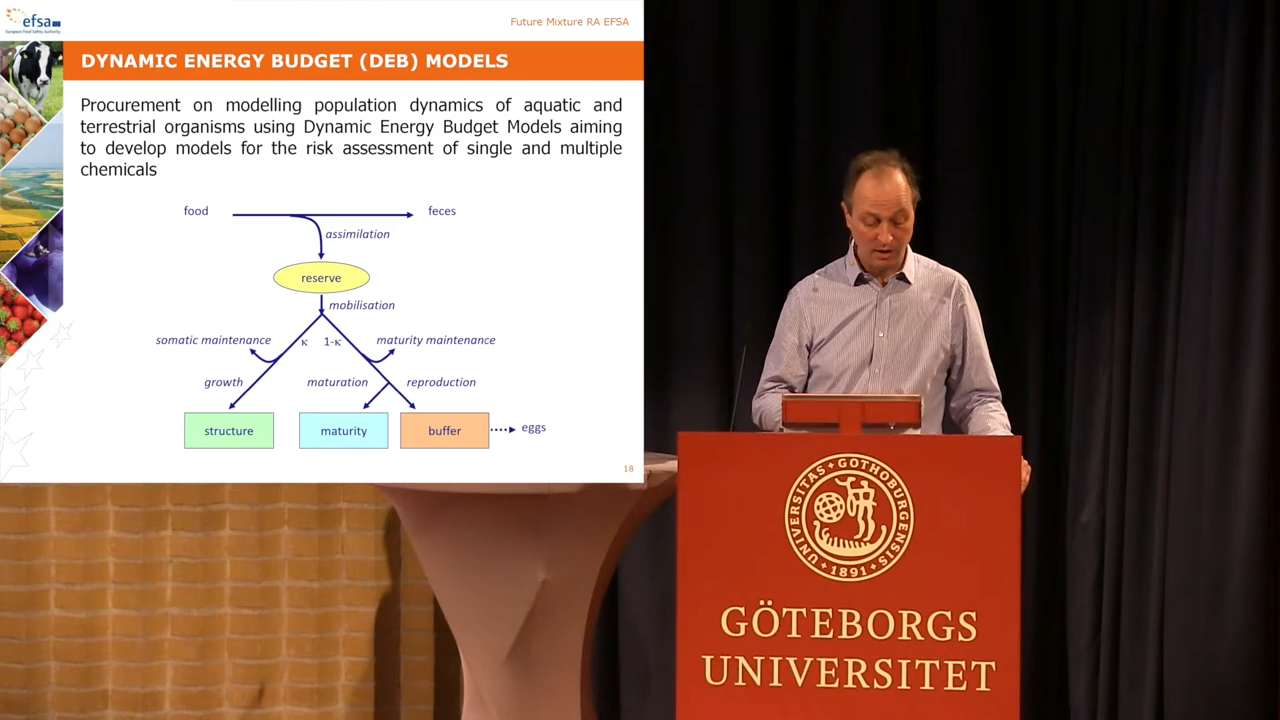 efsa
European Food Safety Authority
Future Mixture RA EFSA
DYNAMIC ENERGY BUDGET (DEB) MODELS
Procurement on modelling population dynamics of aquatic and
terrestrial organisms using Dynamic Energy Budget Models aiming
to develop models for the risk assessment of single and multiple
chemicals
food
feces
assimilation
reserve
mobilisation
somatic maintenance
κ
1-κ
maturity maintenance
growth
maturation
reproduction
structure
maturity
buffer
eggs
18
UNIVERSITAS GOTHOBURGENSIS
1891
GÖTEBORGS
UNIVERSITET